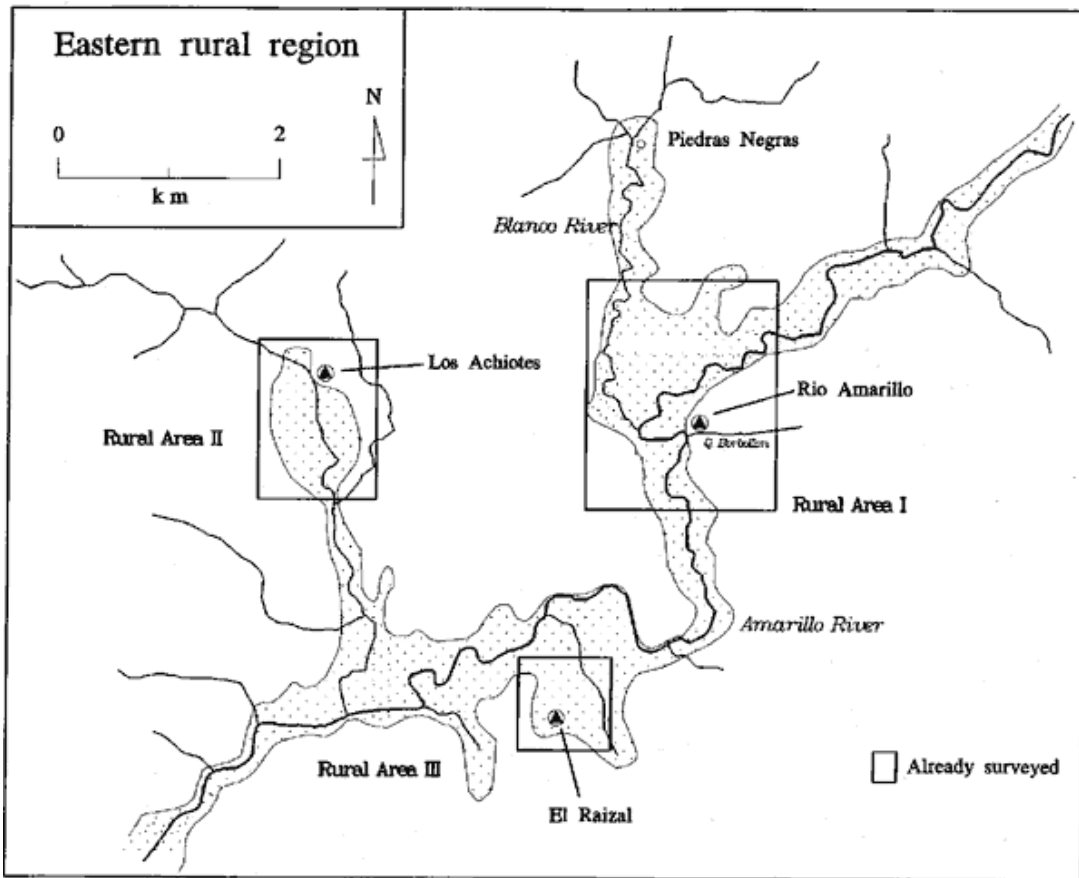 Eastern rural region
0 2
km
N
Piedras Negras
Blanco River
Los Achiotes
Rio Amarillo
Rural Area II
Q
Rural Area I
Amarillo River
Rural Area III
Already surveyed
El Raizal